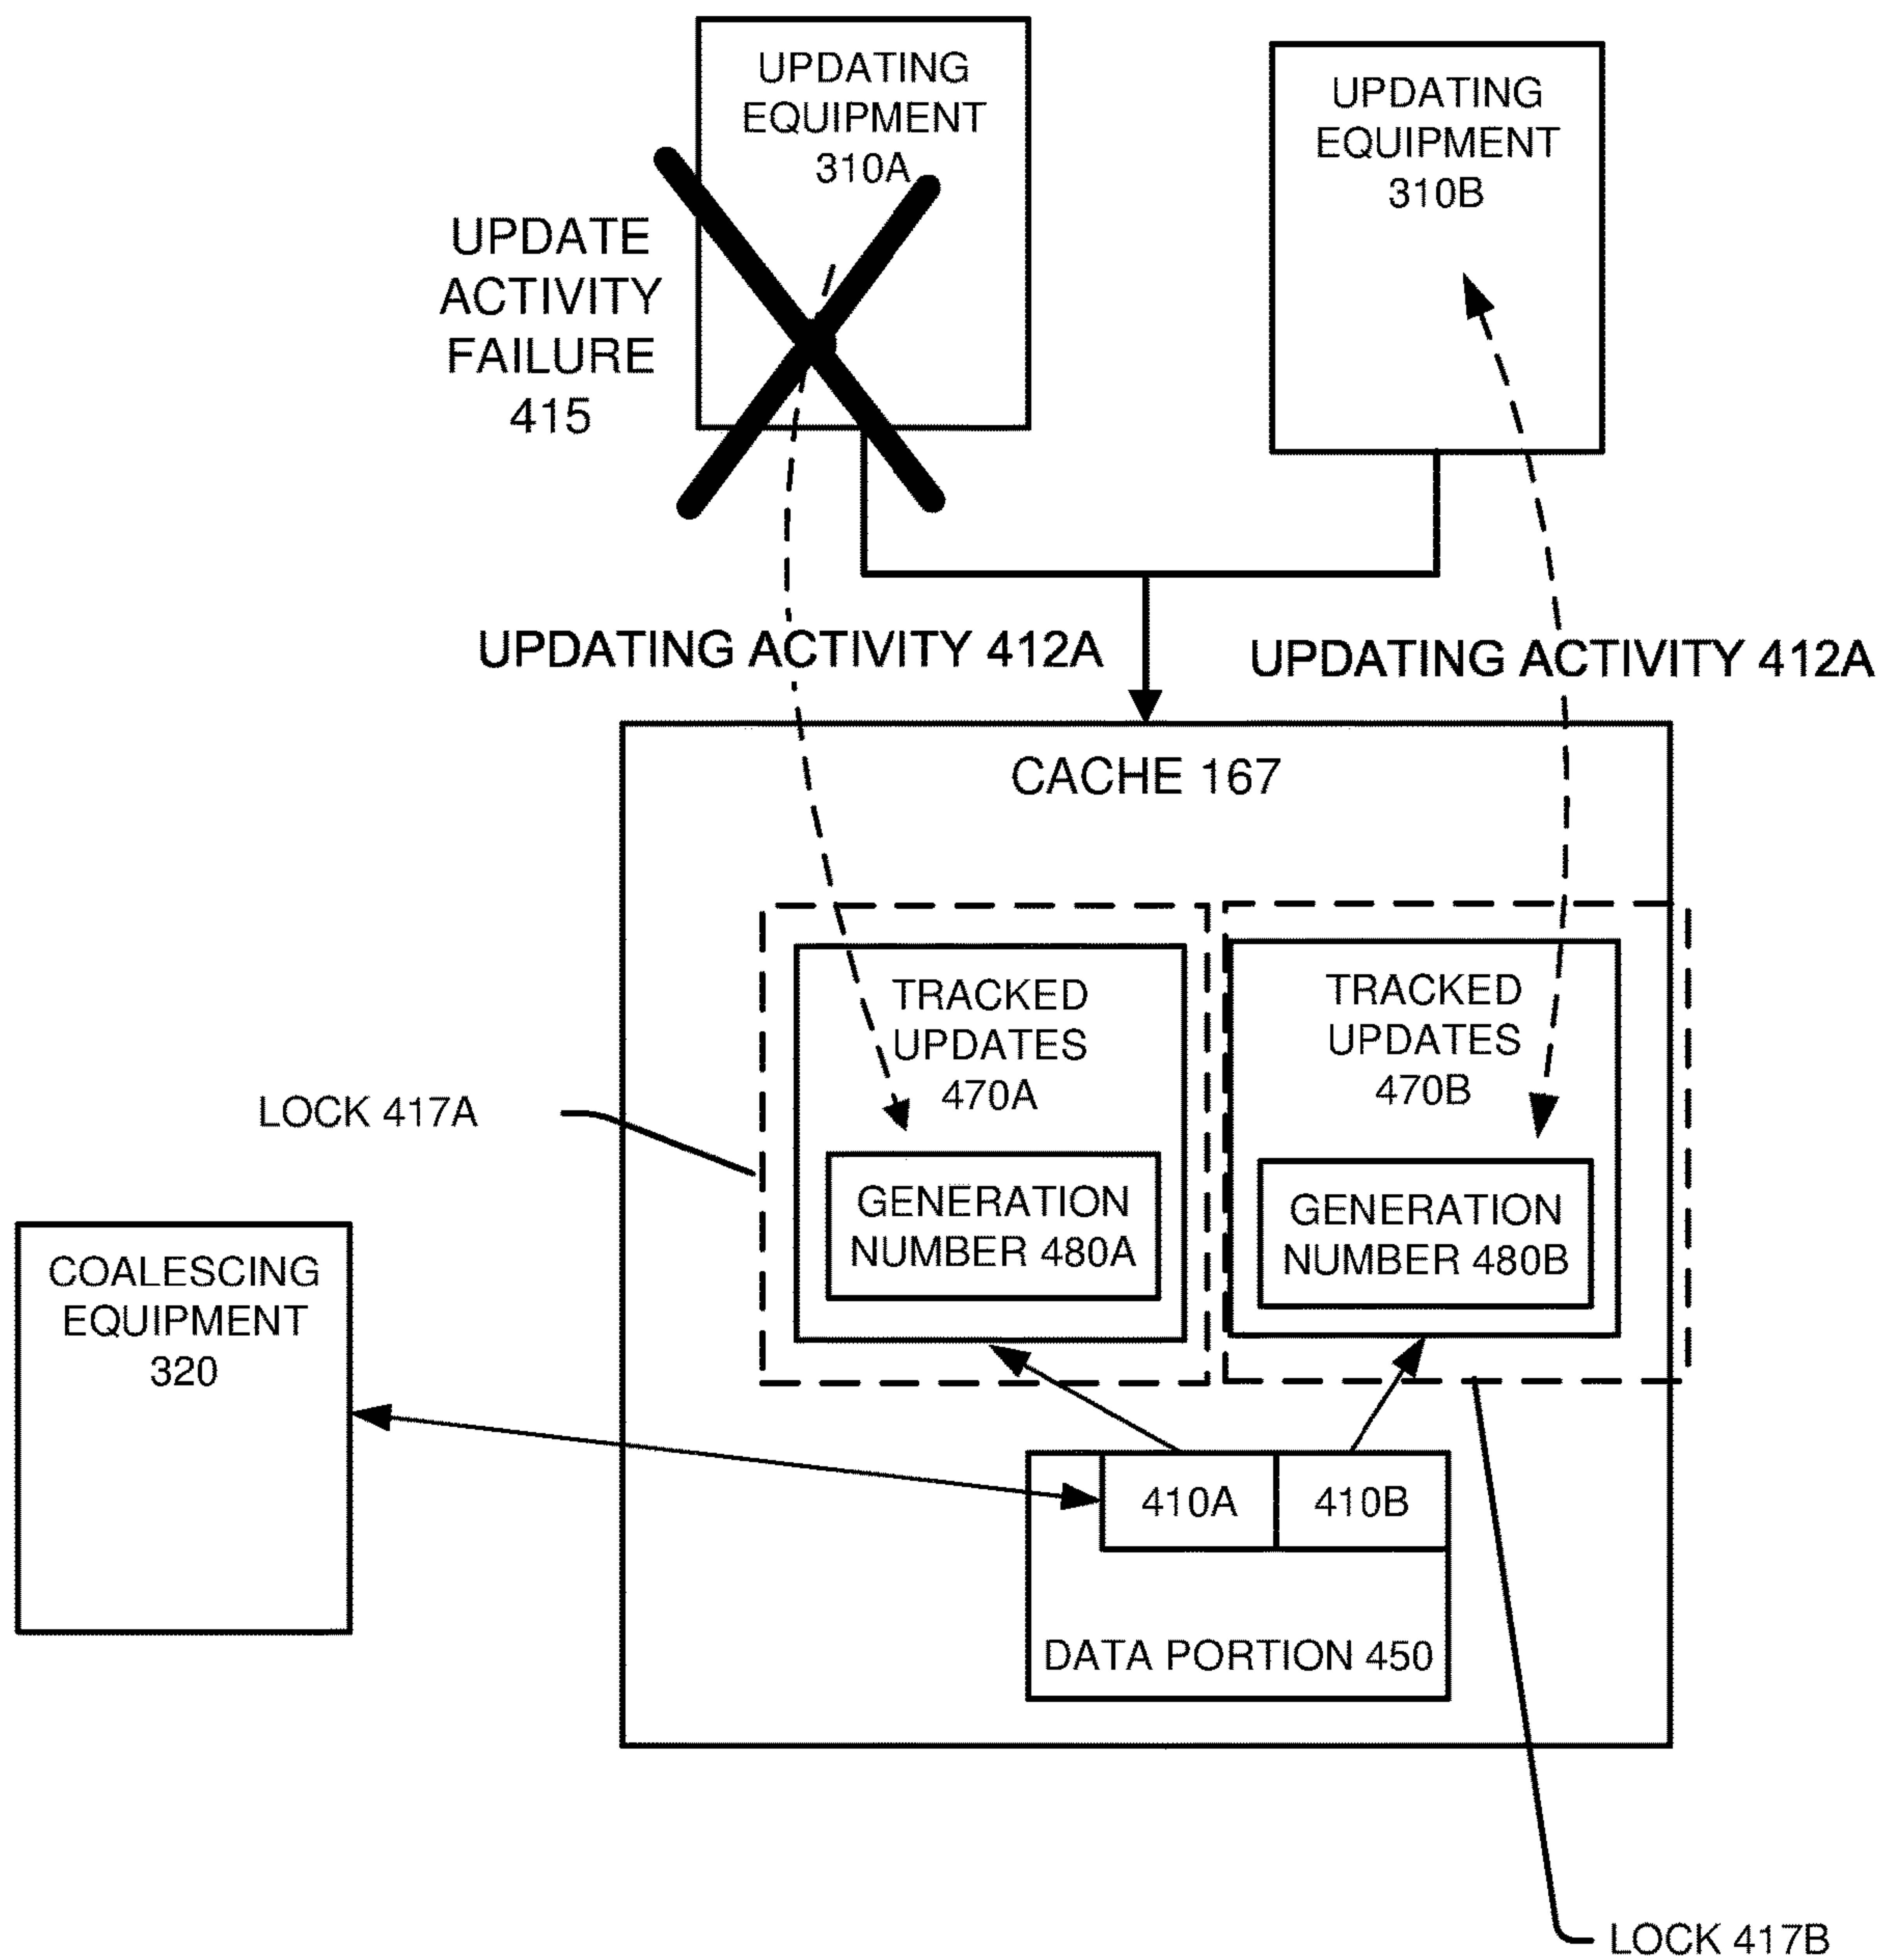 UPDATING
EQUIPMENT
310A
UPDATING
EQUIPMENT
310B
UPDATE
ACTIVITY
FAILURE
415
UPDATING ACTIVITY 412A
UPDATING ACTIVITY 412A
CACHE 167
TRACKED
UPDATES
470A
TRACKED
UPDATES
470B
LOCK 417A
GENERATION
NUMBER 480A
GENERATION
NUMBER 480B
COALESCING
EQUIPMENT
320
410A
410B
DATA PORTION 450
LOCK 417B